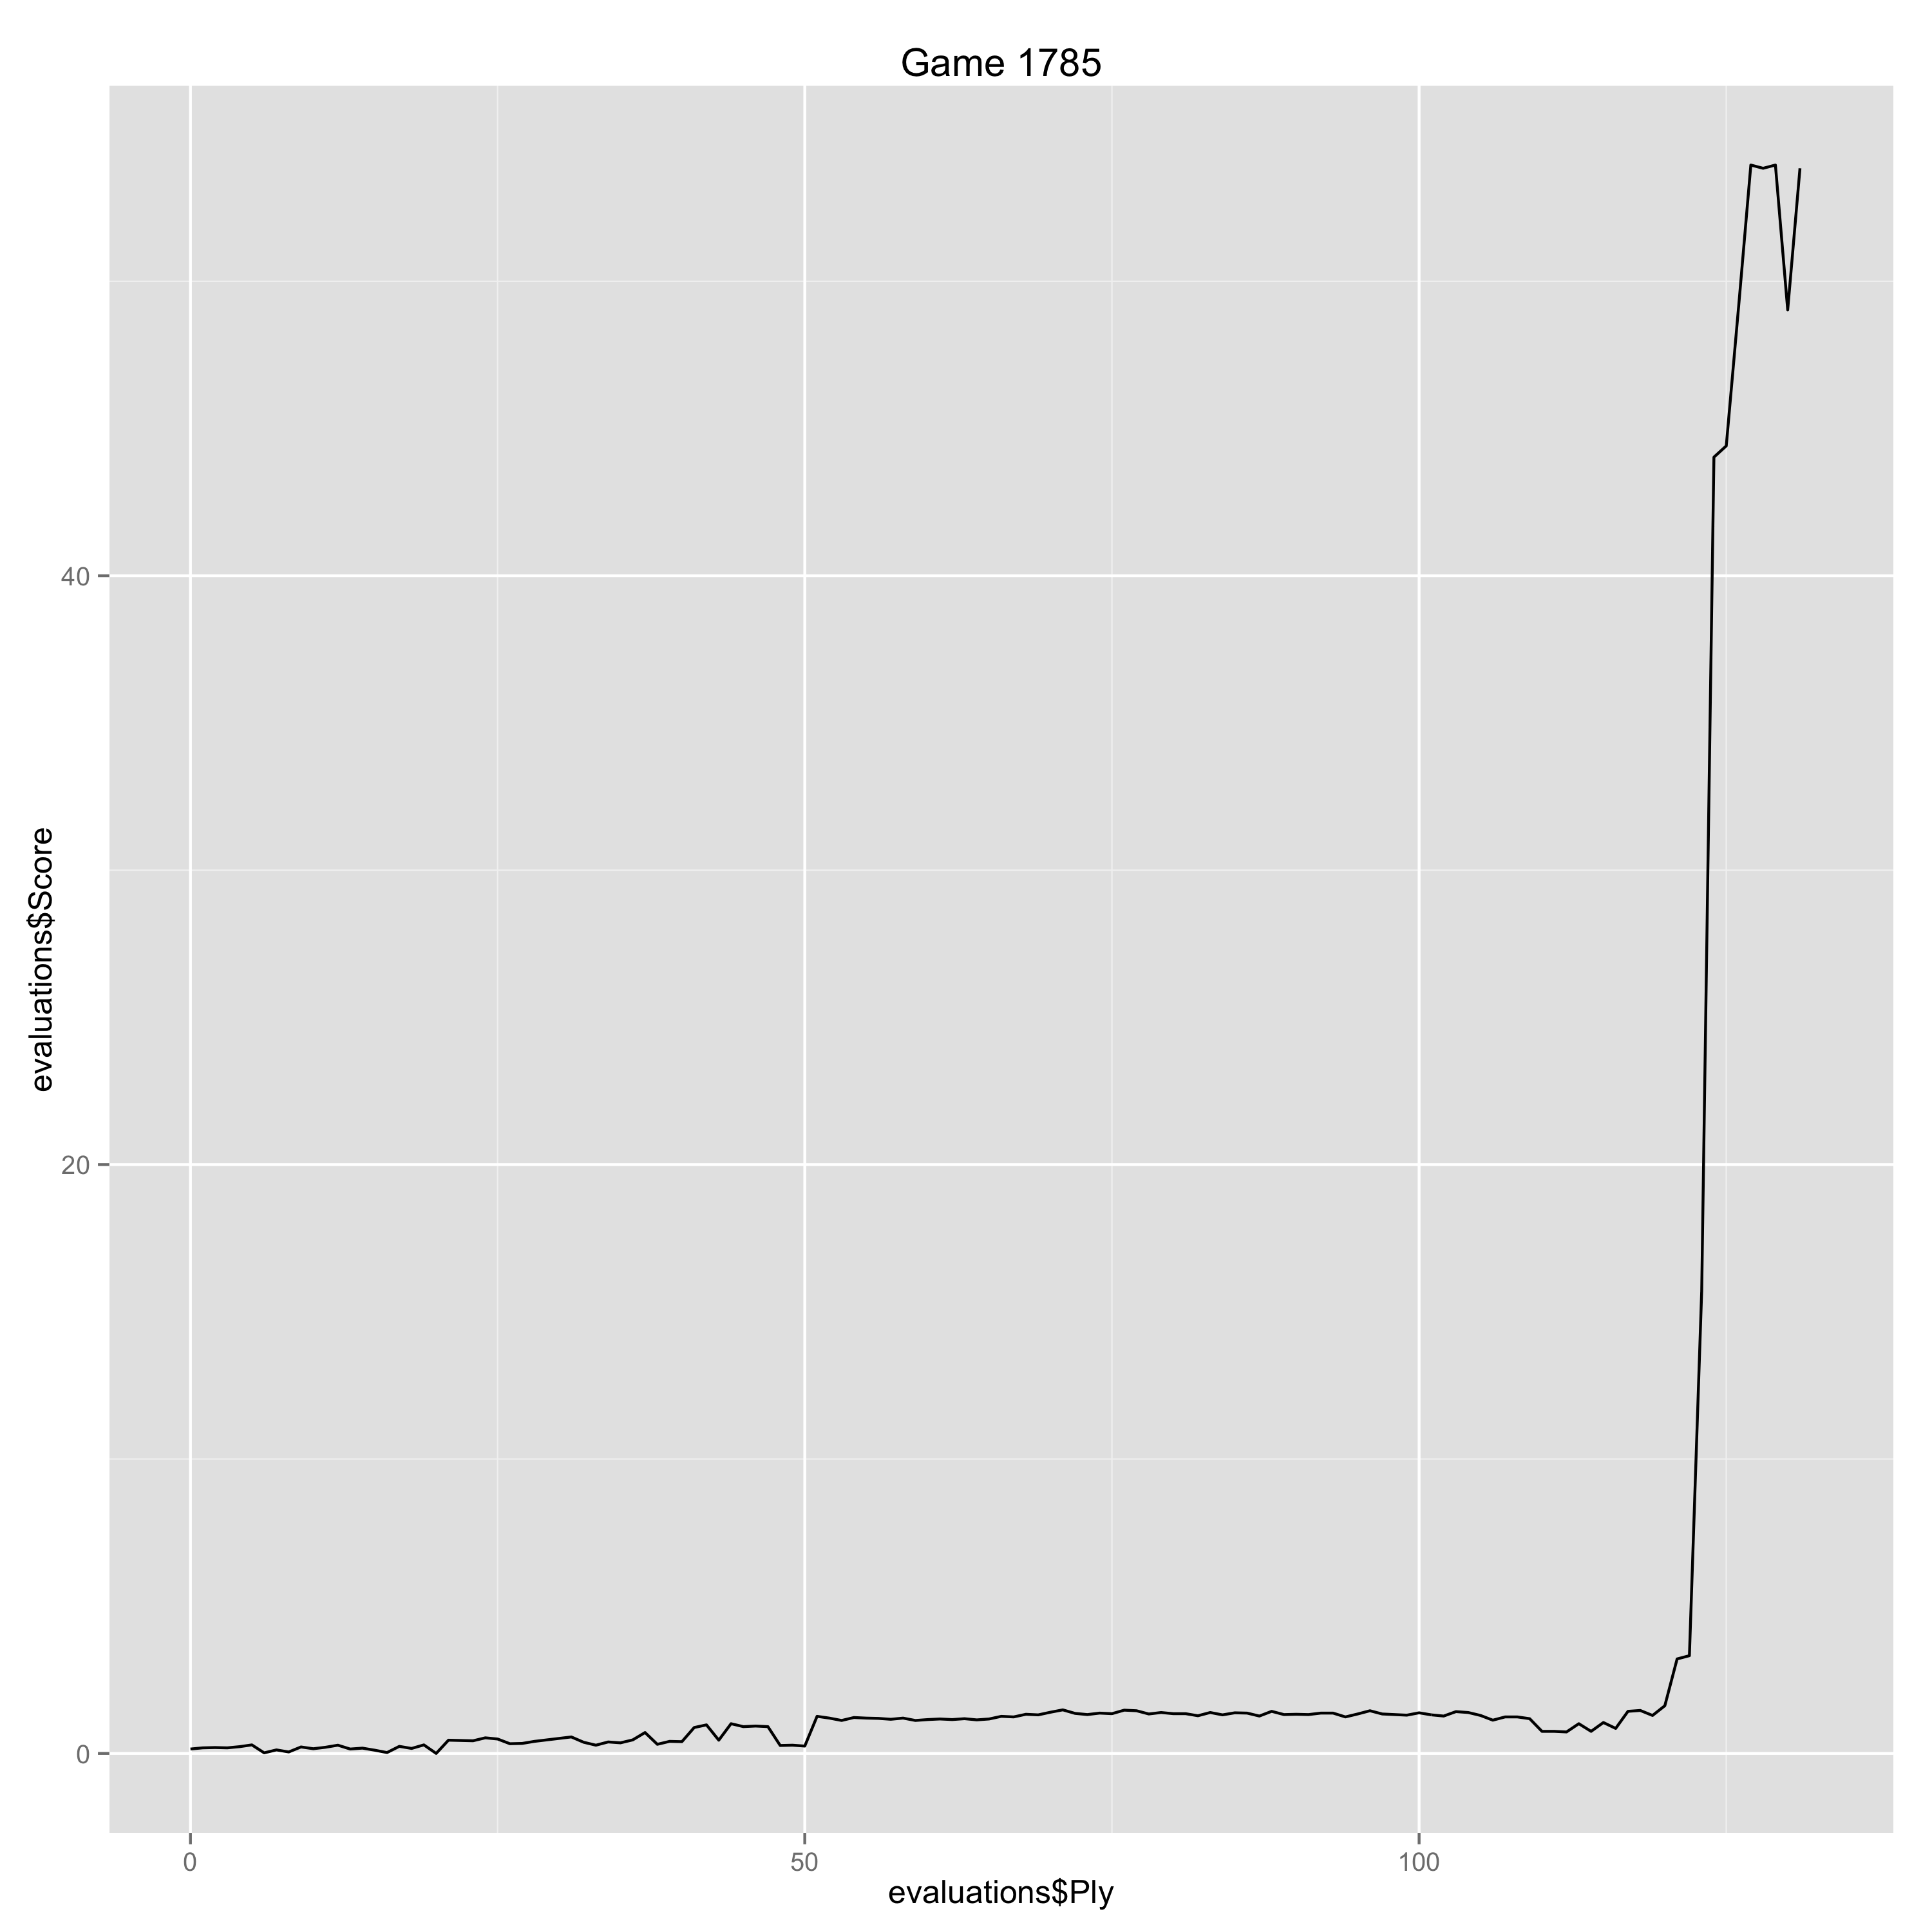 Game 1785
evaluations$Score
40
20
0
0 50 100
evaluations$Ply